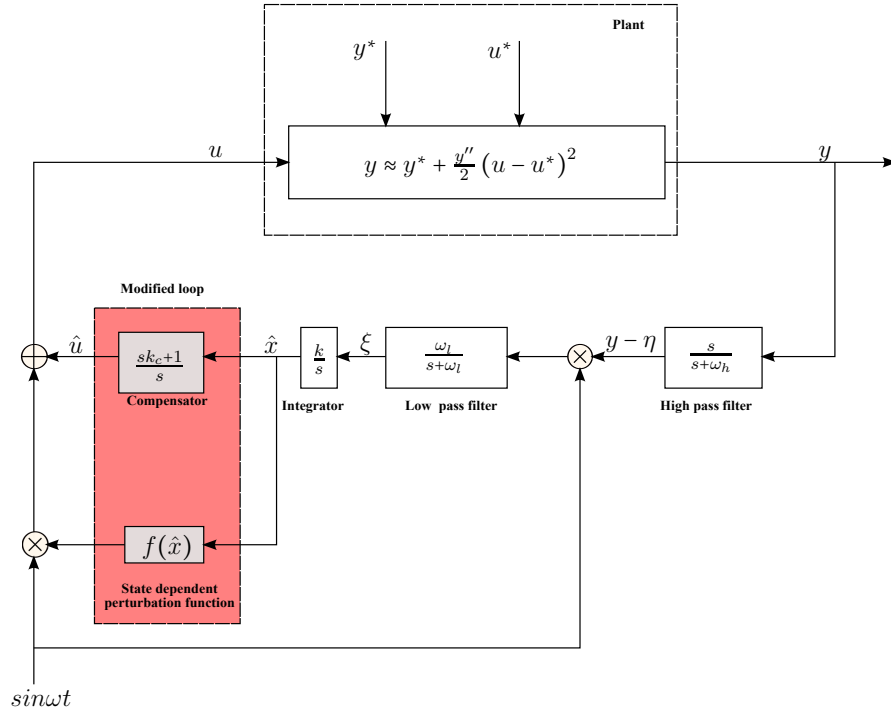 Plant
y* u*
u
y ≈ y* + y''/2 (u − u*)²
y
Modified loop
û
sk_c+1/s
x̂
k/s
ξ
ω_l/s+ω_l
×
y − η
s/s+ω_h
Compensator
Integrator
Low pass filter
High pass filter
×
f(x̂)
State dependent
perturbation function
sinωt